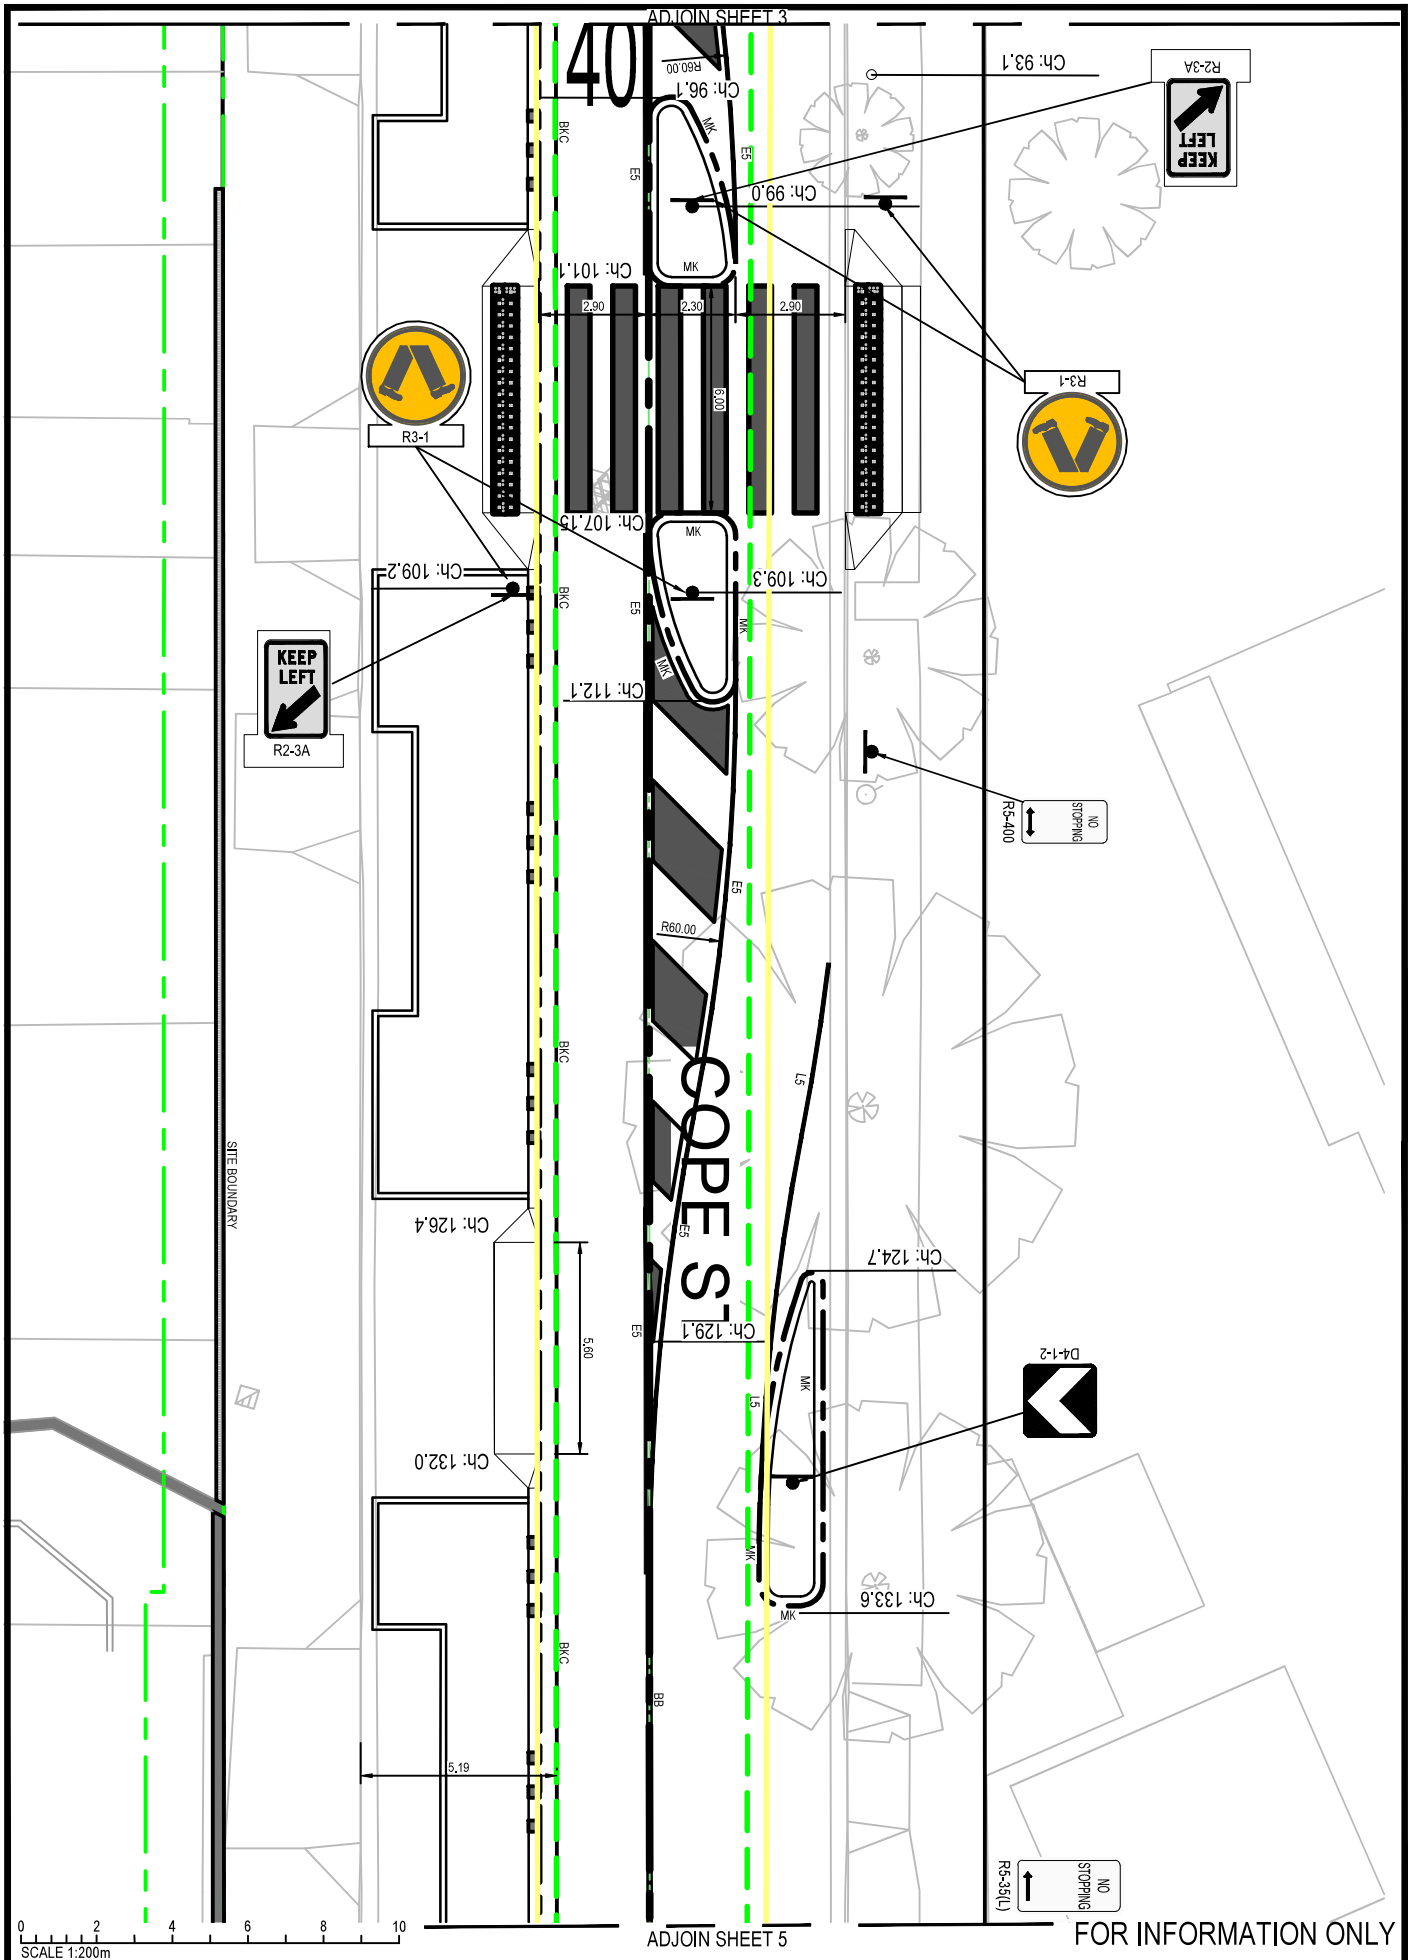 ADJOIN SHEET 3
40
R60.00
Ch: 93.1
R2-3A
KEEP
LEFT
Ch: 96.1
MK
BKC
E5
E5
Ch: 99.0
MK
Ch: 101.1
2.90
2.30
2.90
6.00
R3-1
R3-1
Ch: 107.15
MK
Ch: 109.2
Ch: 109.3
BKC
E5
MK
KEEP
LEFT
R2-3A
MK
Ch: 112.1
NO
STOPPING
R5-400
E5
R60.00
BKC
L5
COPE ST
SITE BOUNDARY
Ch: 126.4
E5
Ch: 124.7
E5
Ch: 129.1
5.60
D4-1-2
MK
L5
Ch: 132.0
MK
Ch: 133.6
MK
BKC
BB
5.19
NO
STOPPING
R5-35(L)
0 2 4 6 8 10
SCALE 1:200m
ADJOIN SHEET 5
FOR INFORMATION ONLY